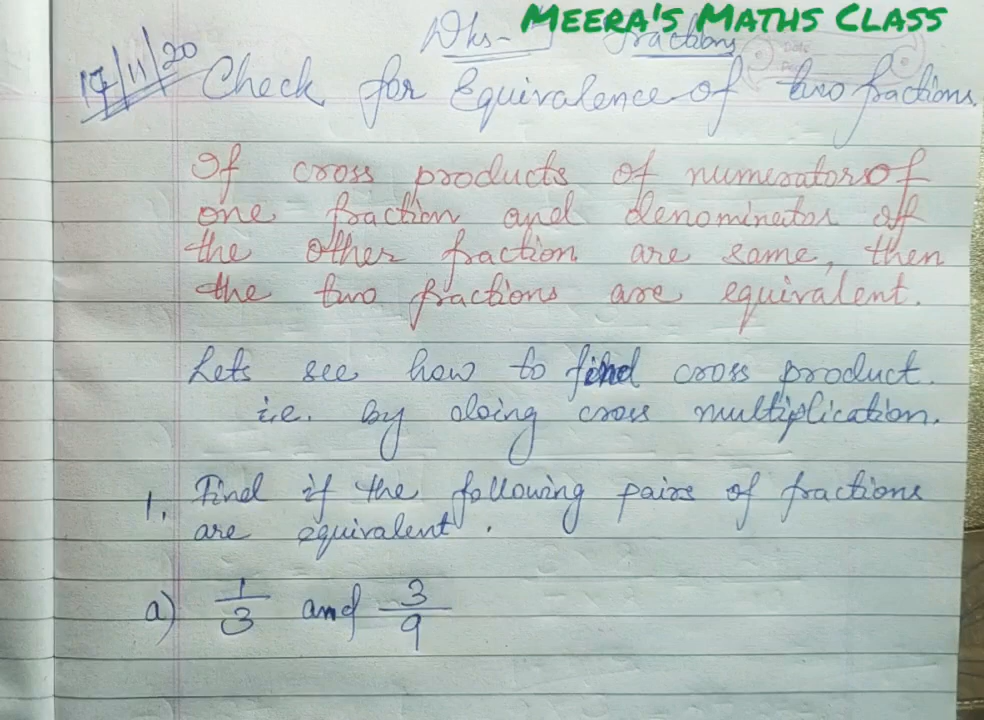 MEERA'S MATHS CLASS
Fractions
17/11/20 Check for Equivalence of two fractions.
If cross products of numerators of
one fraction and denominator of
the other fraction are same, then
the two fractions are equivalent.
Lets see how to find cross product.
i.e. by doing cross multiplication.
1. Find if the following pairs of fractions
are equivalent.
a) 1/3 and 3/9